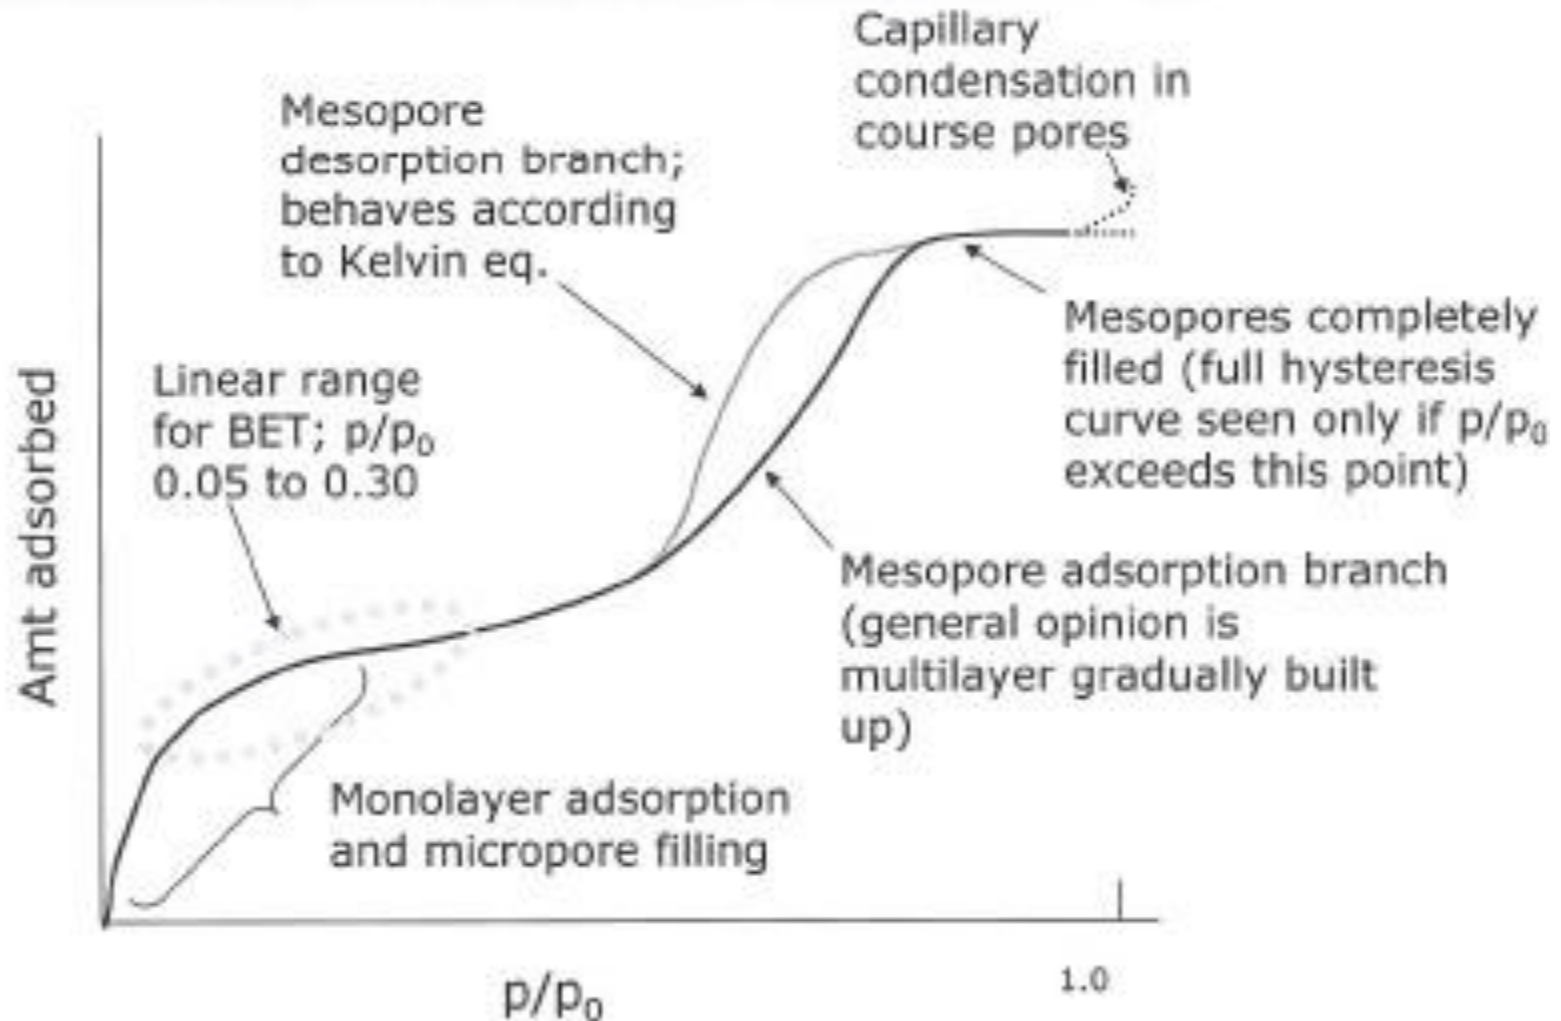 Capillary
condensation in
course pores
Mesopore
desorption branch;
behaves according
to Kelvin eq.
Mesopores completely
filled (full hysteresis
curve seen only if p/p₀
exceeds this point)
Linear range
for BET; p/p₀
0.05 to 0.30
Mesopore adsorption branch
(general opinion is
multilayer gradually built
up)
Monolayer adsorption
and micropore filling
Amt adsorbed
1.0
p/p₀